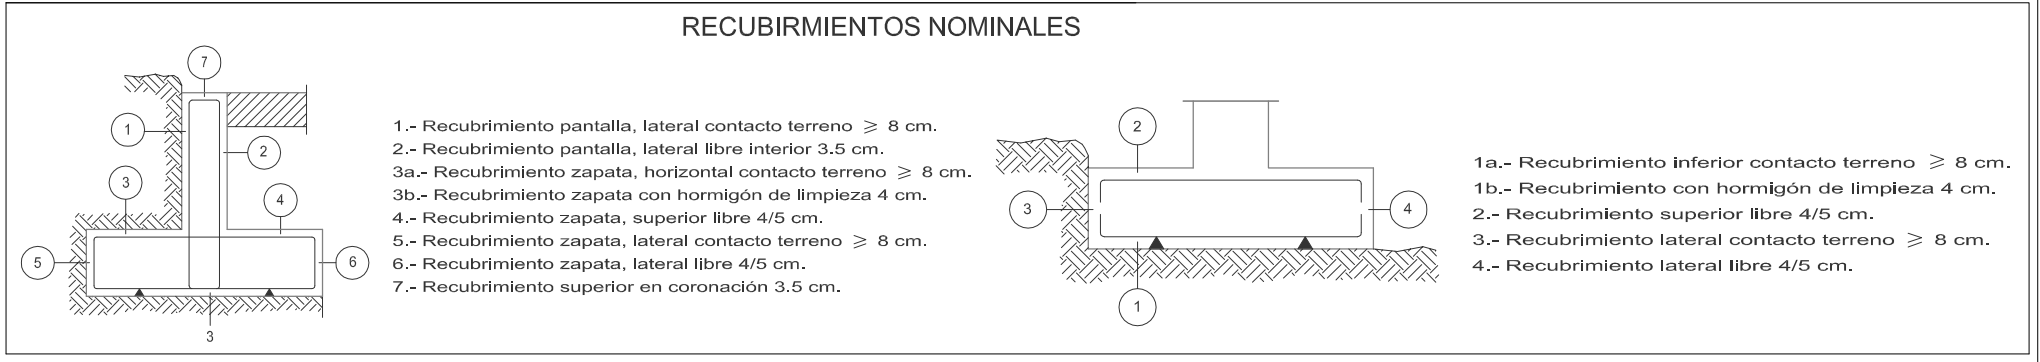 RECUBIRMIENTOS NOMINALES
7
1
2
3
4
5
6
3
1.- Recubrimiento pantalla, lateral contacto terreno ⩾ 8 cm.
2.- Recubrimiento pantalla, lateral libre interior 3.5 cm.
3a.- Recubrimiento zapata, horizontal contacto terreno ⩾ 8 cm.
3b.- Recubrimiento zapata con hormigón de limpieza 4 cm.
4.- Recubrimiento zapata, superior libre 4/5 cm.
5.- Recubrimiento zapata, lateral contacto terreno ⩾ 8 cm.
6.- Recubrimiento zapata, lateral libre 4/5 cm.
7.- Recubrimiento superior en coronación 3.5 cm.
2
3
4
1
1a.- Recubrimiento inferior contacto terreno ⩾ 8 cm.
1b.- Recubrimiento con hormigón de limpieza 4 cm.
2.- Recubrimiento superior libre 4/5 cm.
3.- Recubrimiento lateral contacto terreno ⩾ 8 cm.
4.- Recubrimiento lateral libre 4/5 cm.